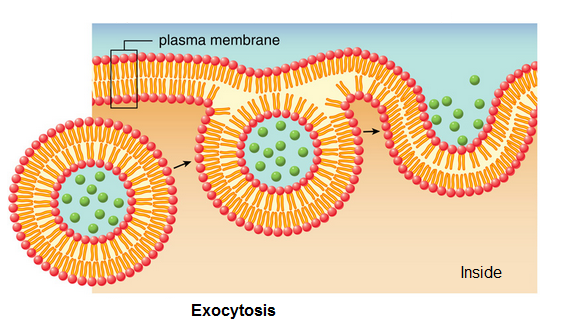 plasma membrane
Inside
Exocytosis